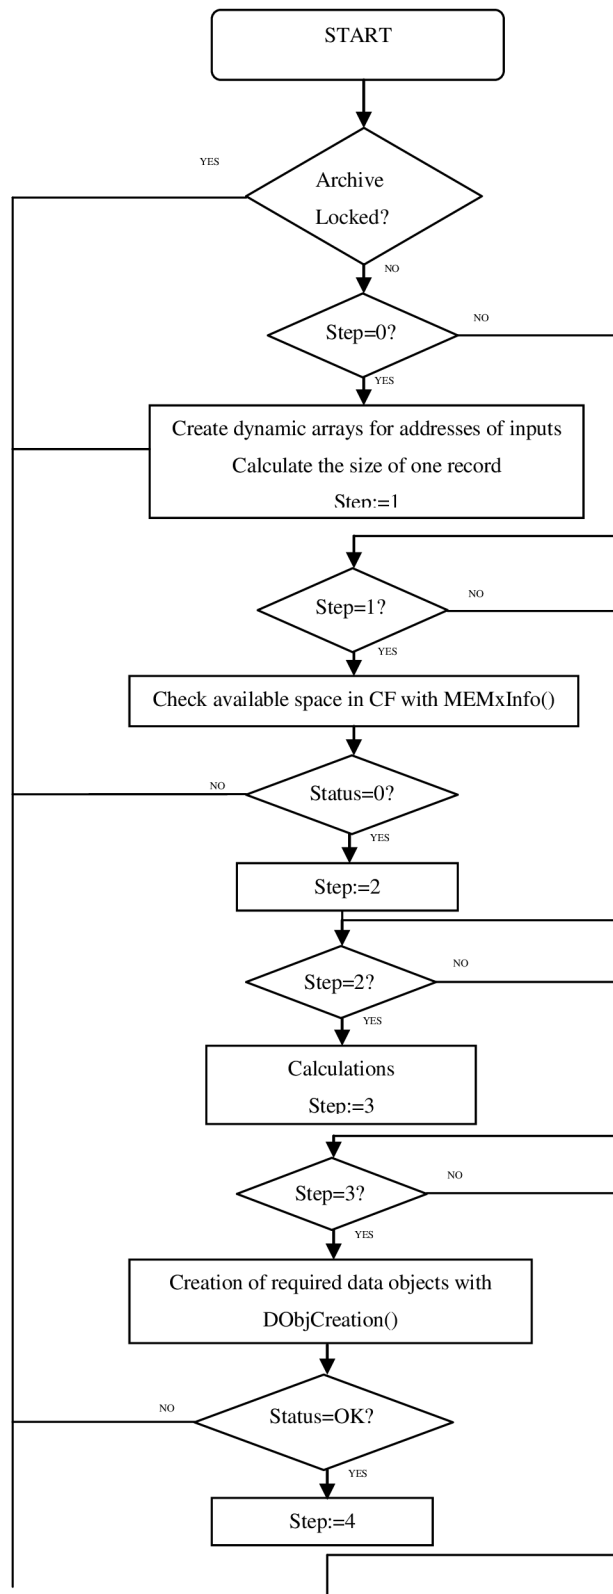 START
YES
Archive
Locked?
NO
Step=0?
NO
YES
Create dynamic arrays for addresses of inputs
Calculate the size of one record
Step:=1
Step=1?
NO
YES
Check available space in CF with MEMxInfo()
NO
Status=0?
YES
Step:=2
NO
Step=2?
YES
Calculations
Step:=3
NO
Step=3?
YES
Creation of required data objects with
DObjCreation()
NO
Status=OK?
YES
Step:=4